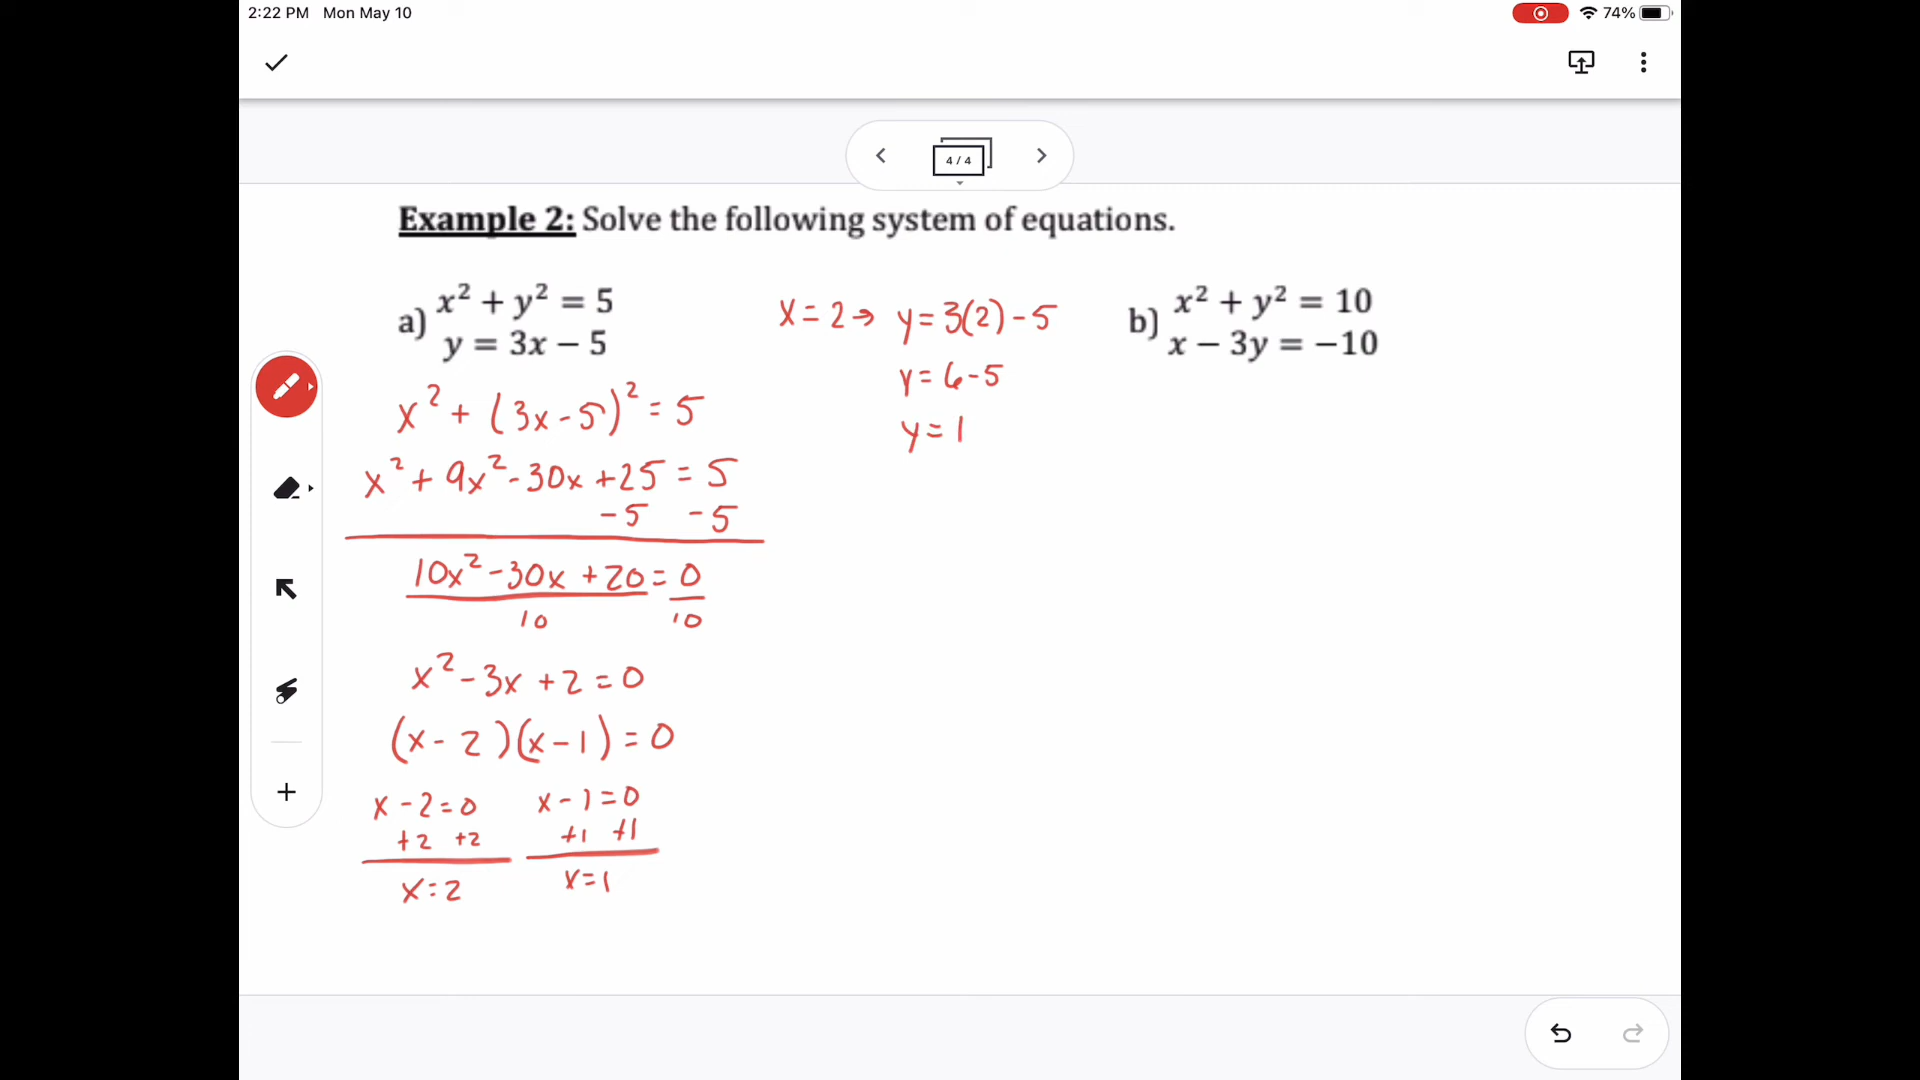 2:22 PM Mon May 10
74%
4 / 4
Example 2: Solve the following system of equations.
a) x² + y² = 5
y = 3x − 5
x² + (3x - 5)² = 5
x² + 9x² - 30x + 25 = 5
- 5 - 5
10x² - 30x + 20 = 0
10 10
x² - 3x + 2 = 0
(x - 2)(x - 1) = 0
x - 2 = 0 x - 1 = 0
+2 +2 +1 +1
x = 2 x = 1
x = 2 → y = 3(2) - 5
y = 6 - 5
y = 1
b) x² + y² = 10
x − 3y = −10